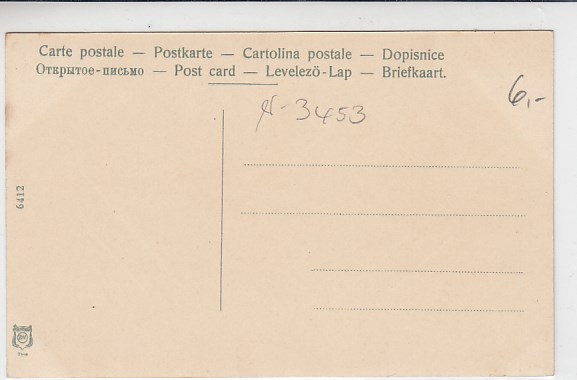 Carte postale — Postkarte — Cartolina postale — Dopisnice
Открытое-письмо — Post card — Levelező-Lap — Briefkaart.
3453
6,-
6412